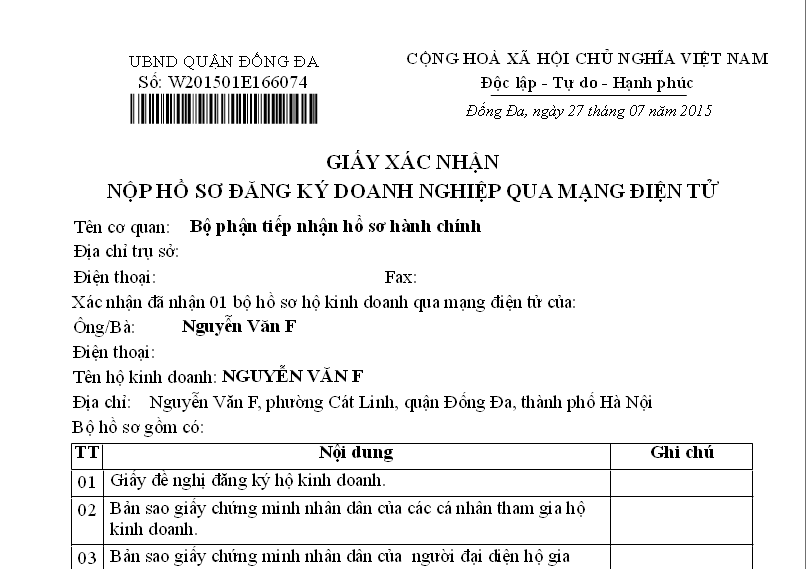 UBND QUẬN ĐỐNG ĐA
Số: W201501E166074
CỘNG HOÀ XÃ HỘI CHỦ NGHĨA VIỆT NAM
Độc lập - Tự do - Hạnh phúc
Đống Đa, ngày 27 tháng 07 năm 2015
GIẤY XÁC NHẬN
NỘP HỒ SƠ ĐĂNG KÝ DOANH NGHIỆP QUA MẠNG ĐIỆN TỬ
Tên cơ quan: Bộ phận tiếp nhận hồ sơ hành chính
Địa chỉ trụ sở:
Điện thoại: Fax:
Xác nhận đã nhận 01 bộ hồ sơ hộ kinh doanh qua mạng điện tử của:
Ông/Bà: Nguyễn Văn F
Điện thoại:
Tên hộ kinh doanh: NGUYỄN VĂN F
Địa chỉ: Nguyễn Văn F, phường Cát Linh, quận Đống Đa, thành phố Hà Nội
Bộ hồ sơ gồm có:
TT Nội dung Ghi chú
01 Giấy đề nghị đăng ký hộ kinh doanh.
02 Bản sao giấy chứng minh nhân dân của các cá nhân tham gia hộ
kinh doanh.
03 Bản sao giấy chứng minh nhân dân của người đại diện hộ gia